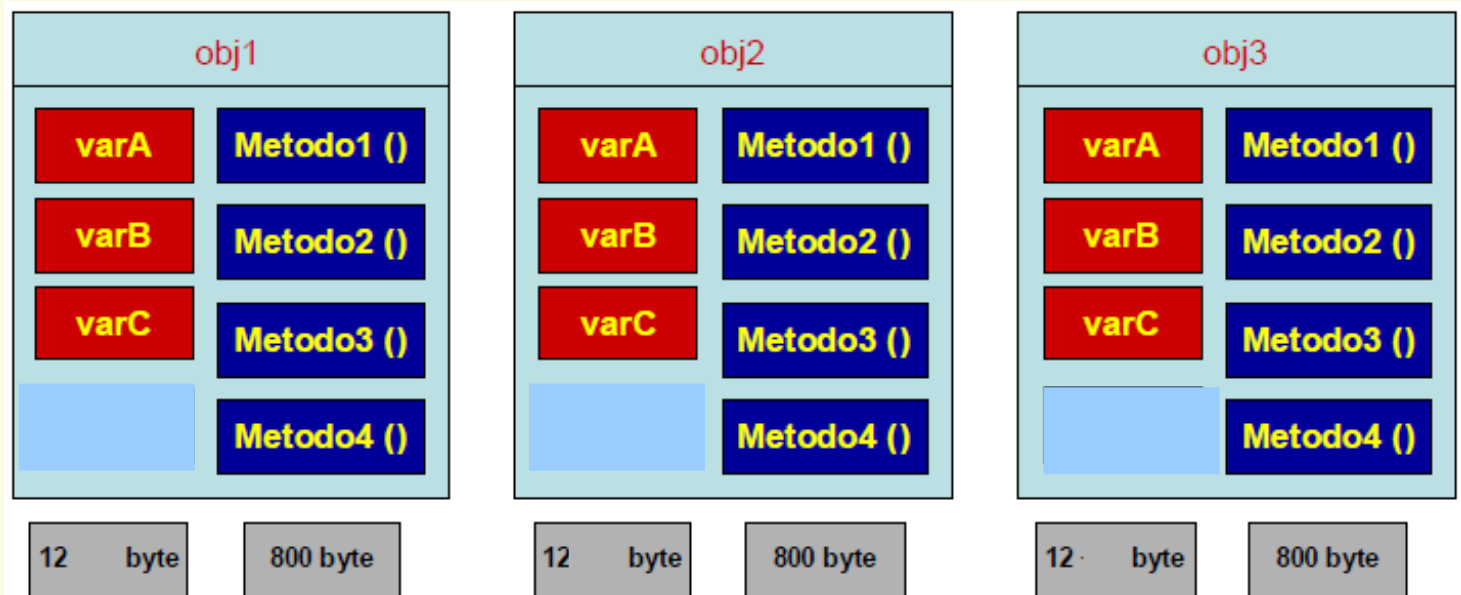 obj1
varA
Metodo1 ()
varB
Metodo2 ()
varC
Metodo3 ()
Metodo4 ()
12 byte
800 byte
obj2
varA
Metodo1 ()
varB
Metodo2 ()
varC
Metodo3 ()
Metodo4 ()
12 byte
800 byte
obj3
varA
Metodo1 ()
varB
Metodo2 ()
varC
Metodo3 ()
Metodo4 ()
12 byte
800 byte